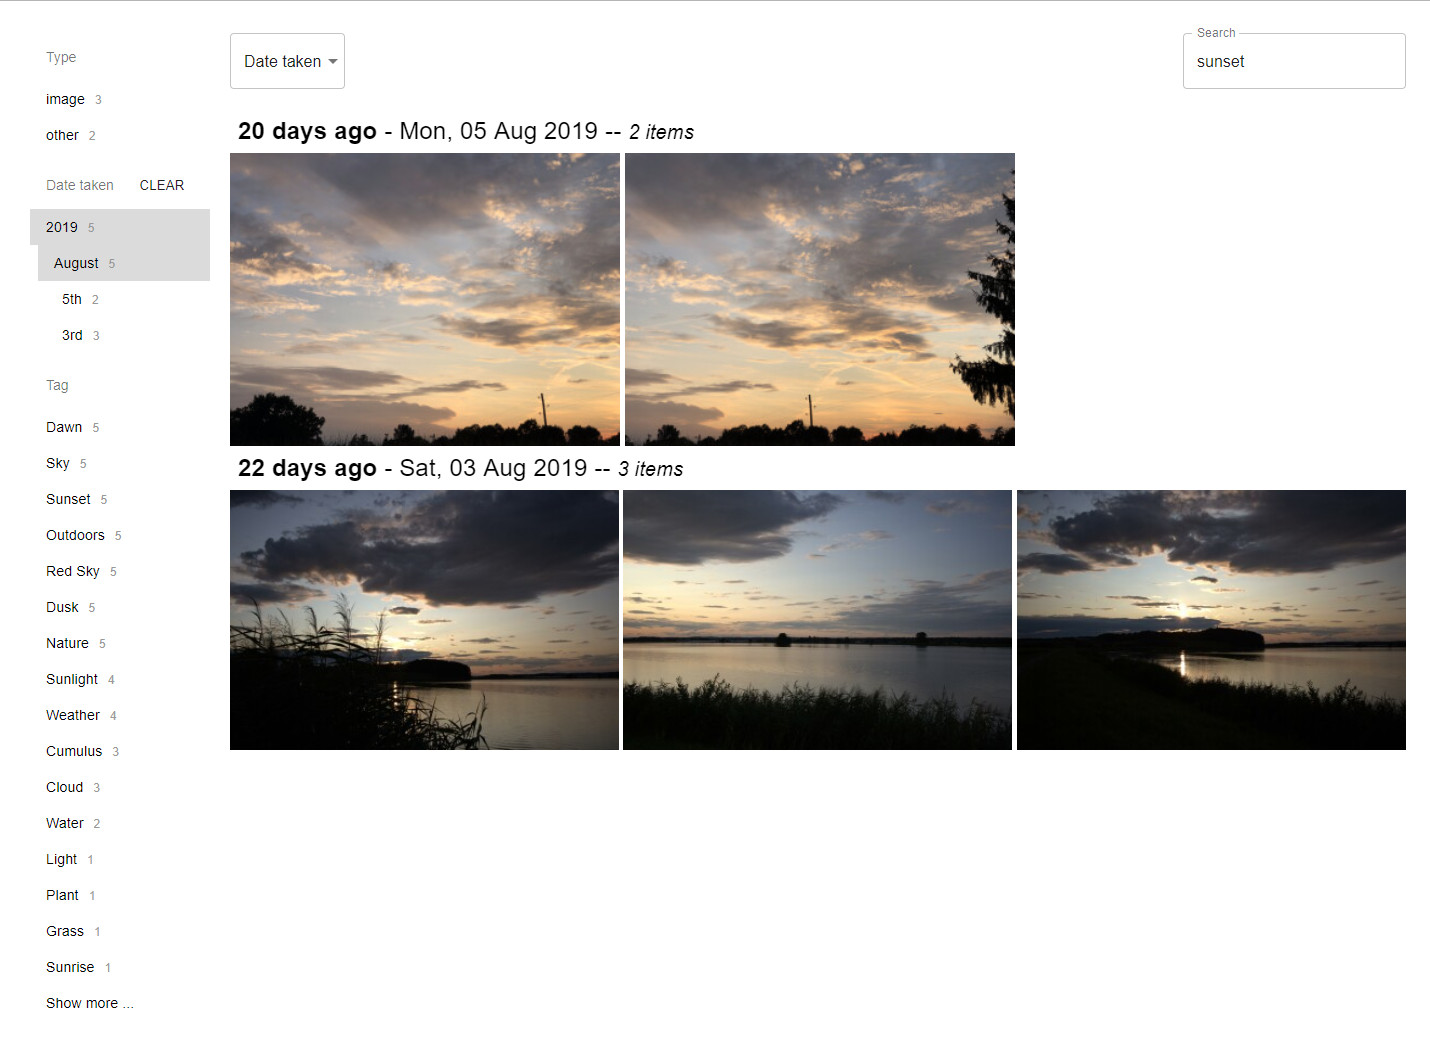 Type
image 3
other 2
Date taken CLEAR
2019 5
August 5
5th 2
3rd 3
Tag
Dawn 5
Sky 5
Sunset 5
Outdoors 5
Red Sky 5
Dusk 5
Nature 5
Sunlight 4
Weather 4
Cumulus 3
Cloud 3
Water 2
Light 1
Plant 1
Grass 1
Sunrise 1
Show more ...
Date taken
Search
sunset
20 days ago - Mon, 05 Aug 2019 -- 2 items
22 days ago - Sat, 03 Aug 2019 -- 3 items